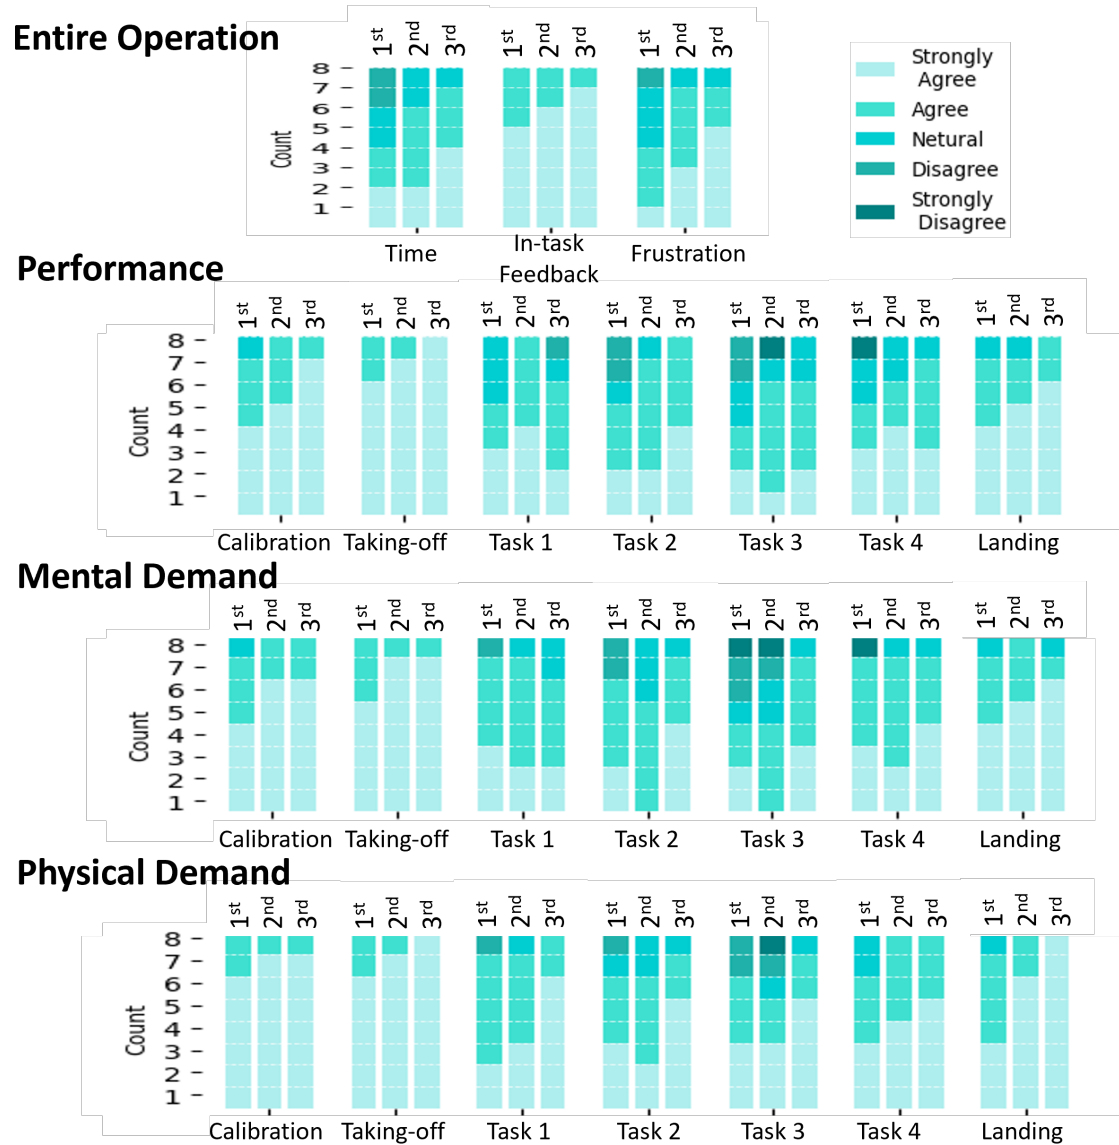 Entire Operation
1st 2nd 3rd 1st 2nd 3rd 1st 2nd 3rd
8
7
6
5
4
3
2
1
Count
Time
In-task
Feedback
Frustration
Strongly
Agree
Agree
Netural
Disagree
Strongly
Disagree
Performance
1st 2nd 3rd 1st 2nd 3rd 1st 2nd 3rd 1st 2nd 3rd 1st 2nd 3rd 1st 2nd 3rd 1st 2nd 3rd
8
7
6
5
4
3
2
1
Count
Calibration Taking-off Task 1 Task 2 Task 3 Task 4 Landing
Mental Demand
1st 2nd 3rd 1st 2nd 3rd 1st 2nd 3rd 1st 2nd 3rd 1st 2nd 3rd 1st 2nd 3rd 1st 2nd 3rd
8
7
6
5
4
3
2
1
Count
Calibration Taking-off Task 1 Task 2 Task 3 Task 4 Landing
Physical Demand
1st 2nd 3rd 1st 2nd 3rd 1st 2nd 3rd 1st 2nd 3rd 1st 2nd 3rd 1st 2nd 3rd 1st 2nd 3rd
8
7
6
5
4
3
2
1
Count
Calibration Taking-off Task 1 Task 2 Task 3 Task 4 Landing